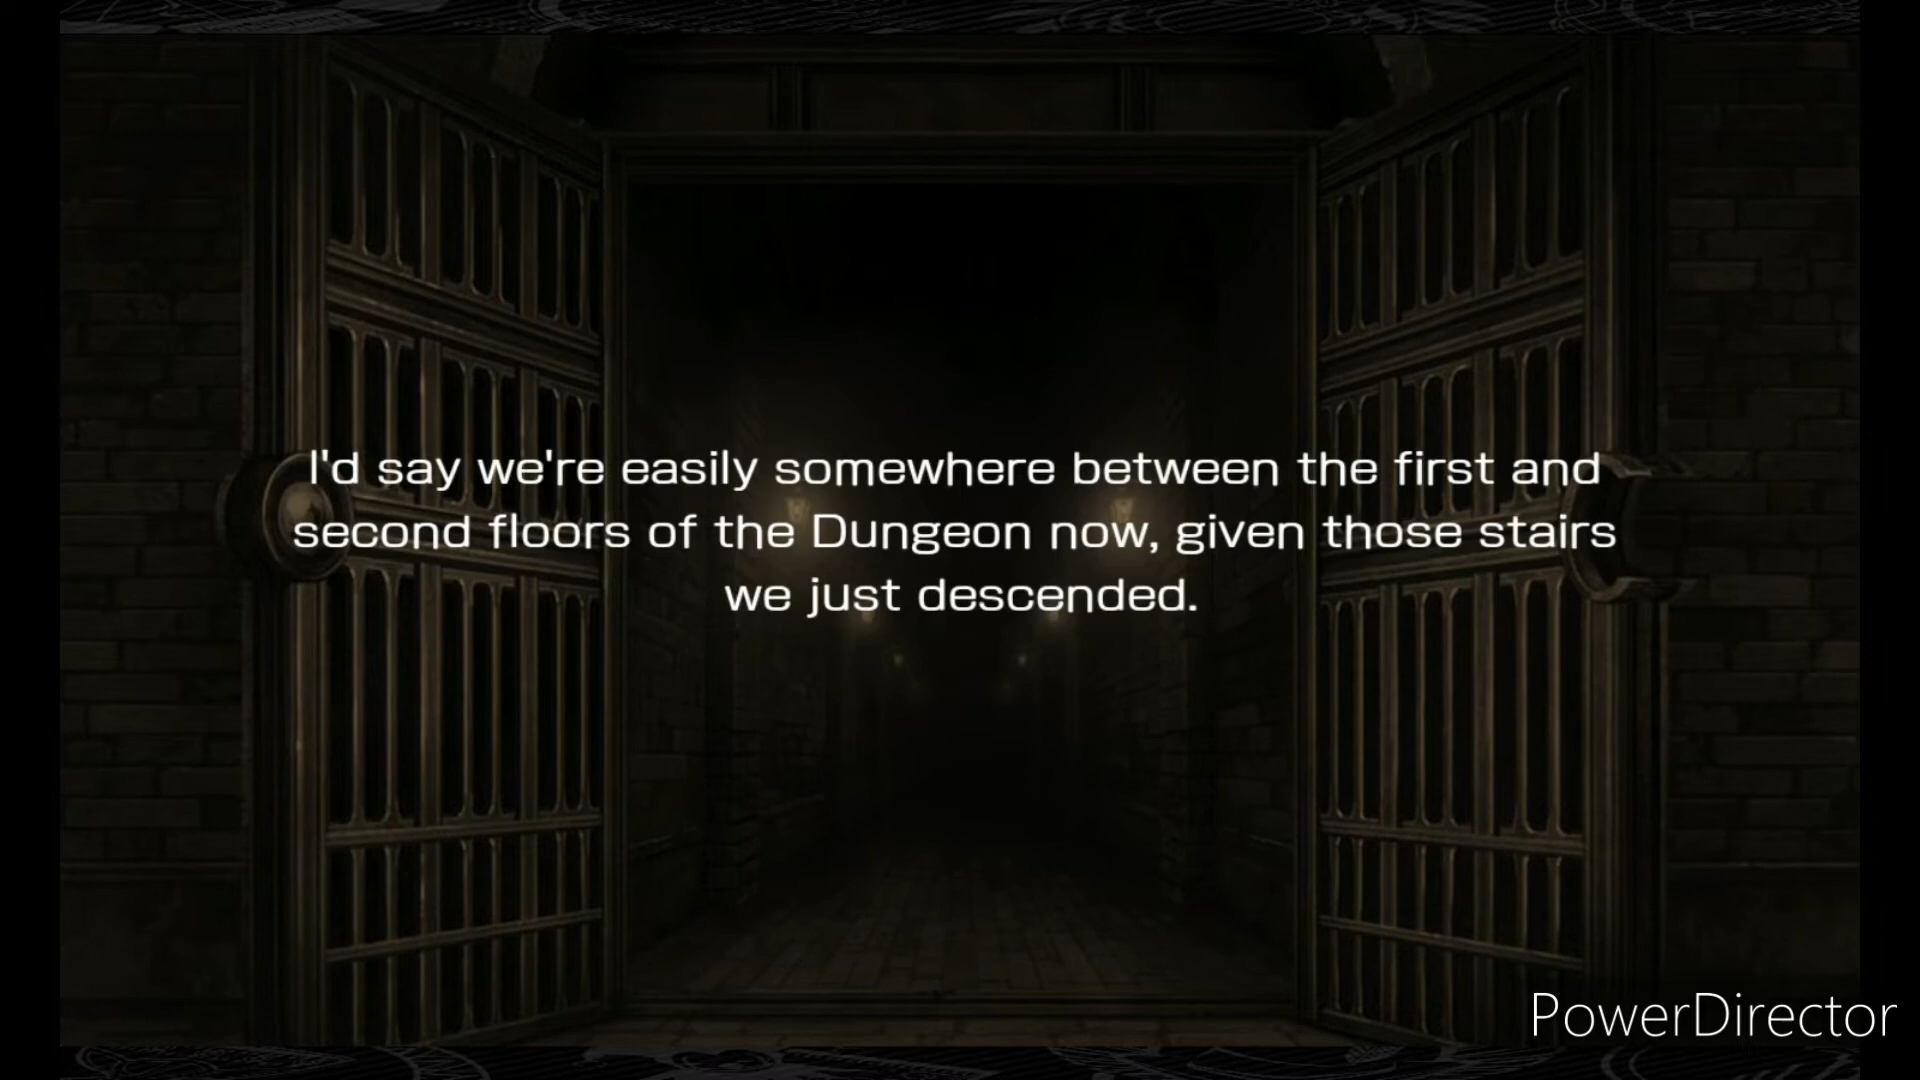 I'd say we're easily somewhere between the first and
second floors of the Dungeon now, given those stairs
we just descended.
PowerDirector